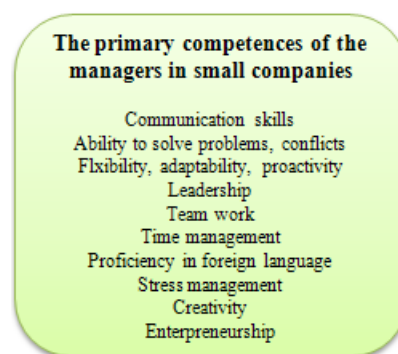 The primary competences of the
managers in small companies
Communication skills
Ability to solve problems, conflicts
Flxibility, adaptability, proactivity
Leadership
Team work
Time management
Proficiency in foreign language
Stress management
Creativity
Enterpreneurship